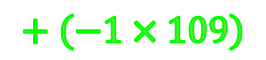 + (−1 × 109)